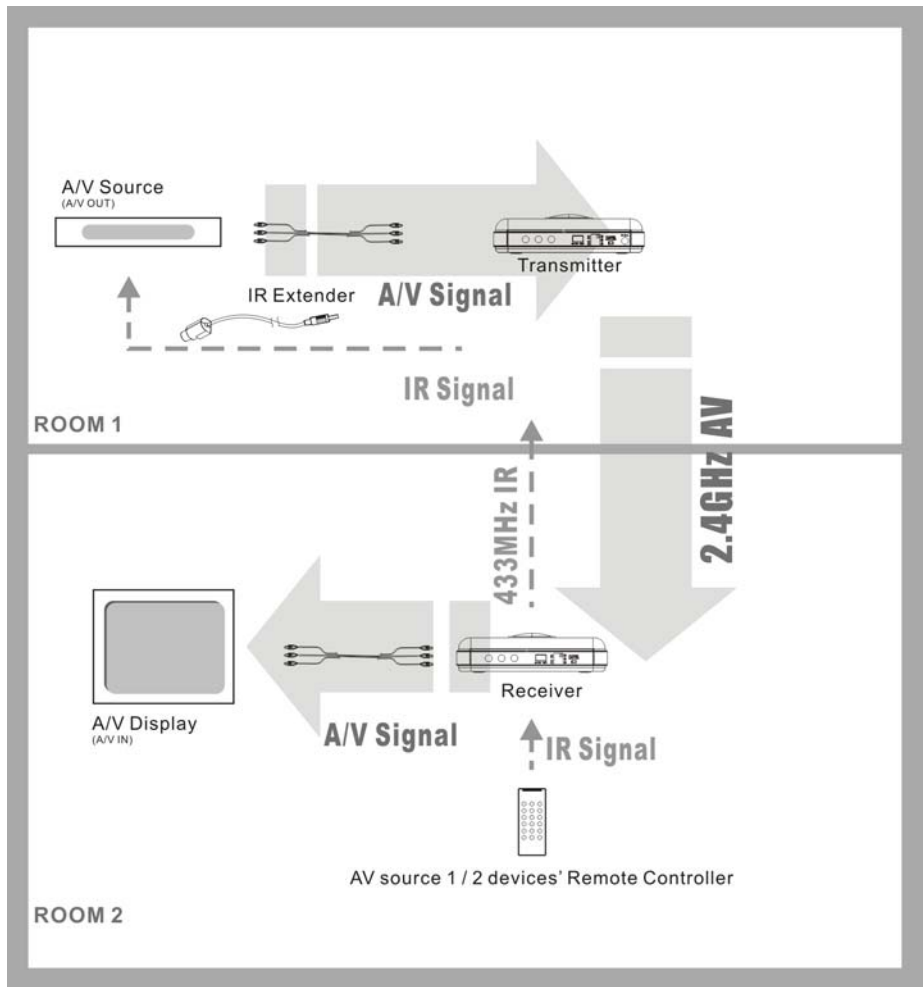 A/V Source
(A/V OUT)
Transmitter
IR Extender
A/V Signal
IR Signal
ROOM 1
2.4GHz AV
433MHz IR
Receiver
A/V Display
(A/V IN)
A/V Signal
IR Signal
AV source 1 / 2 devices’ Remote Controller
ROOM 2